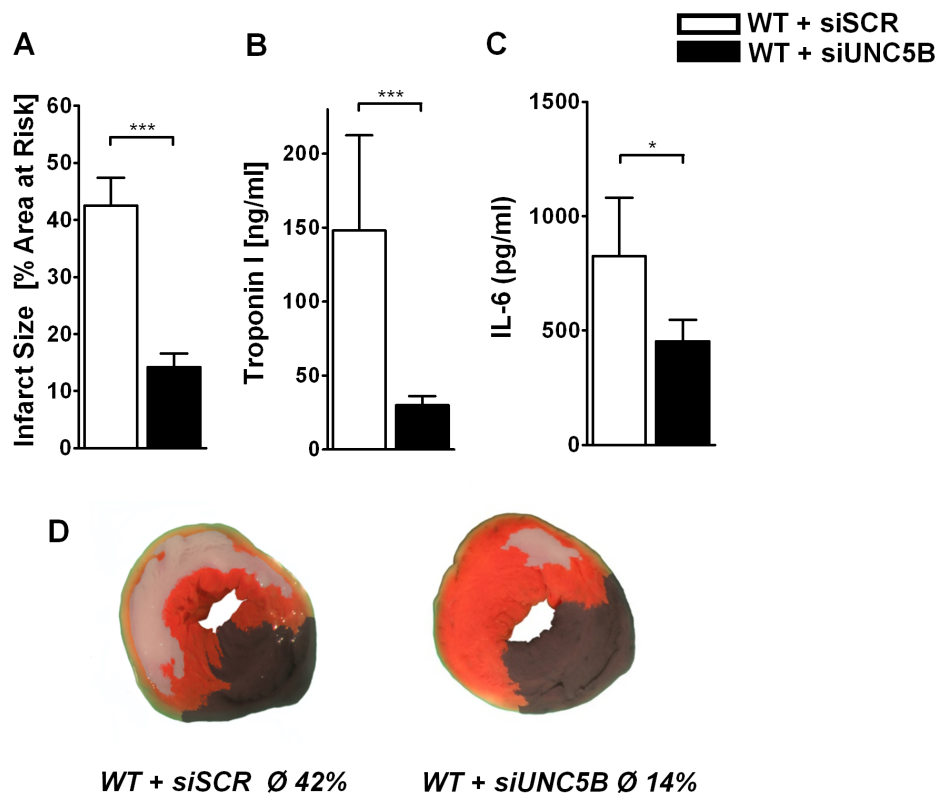 WT + siSCR
WT + siUNC5B
A
Infarct Size [% Area at Risk]
60
50
40
30
20
10
0
***
B
Troponin I [ng/ml]
200
150
100
50
0
***
C
IL-6 (pg/ml)
1500
1000
500
0
*
D
WT + siSCR Ø 42%
WT + siUNC5B Ø 14%